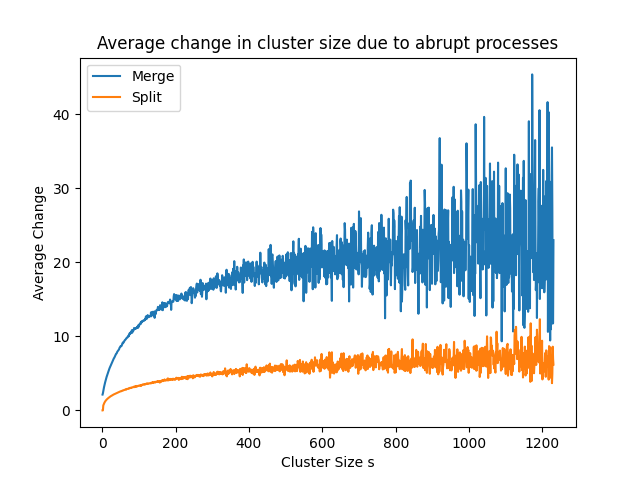 Average change in cluster size due to abrupt processes
Merge
Split
Average Change
40
30
20
10
0
0 200 400 600 800 1000 1200
Cluster Size s